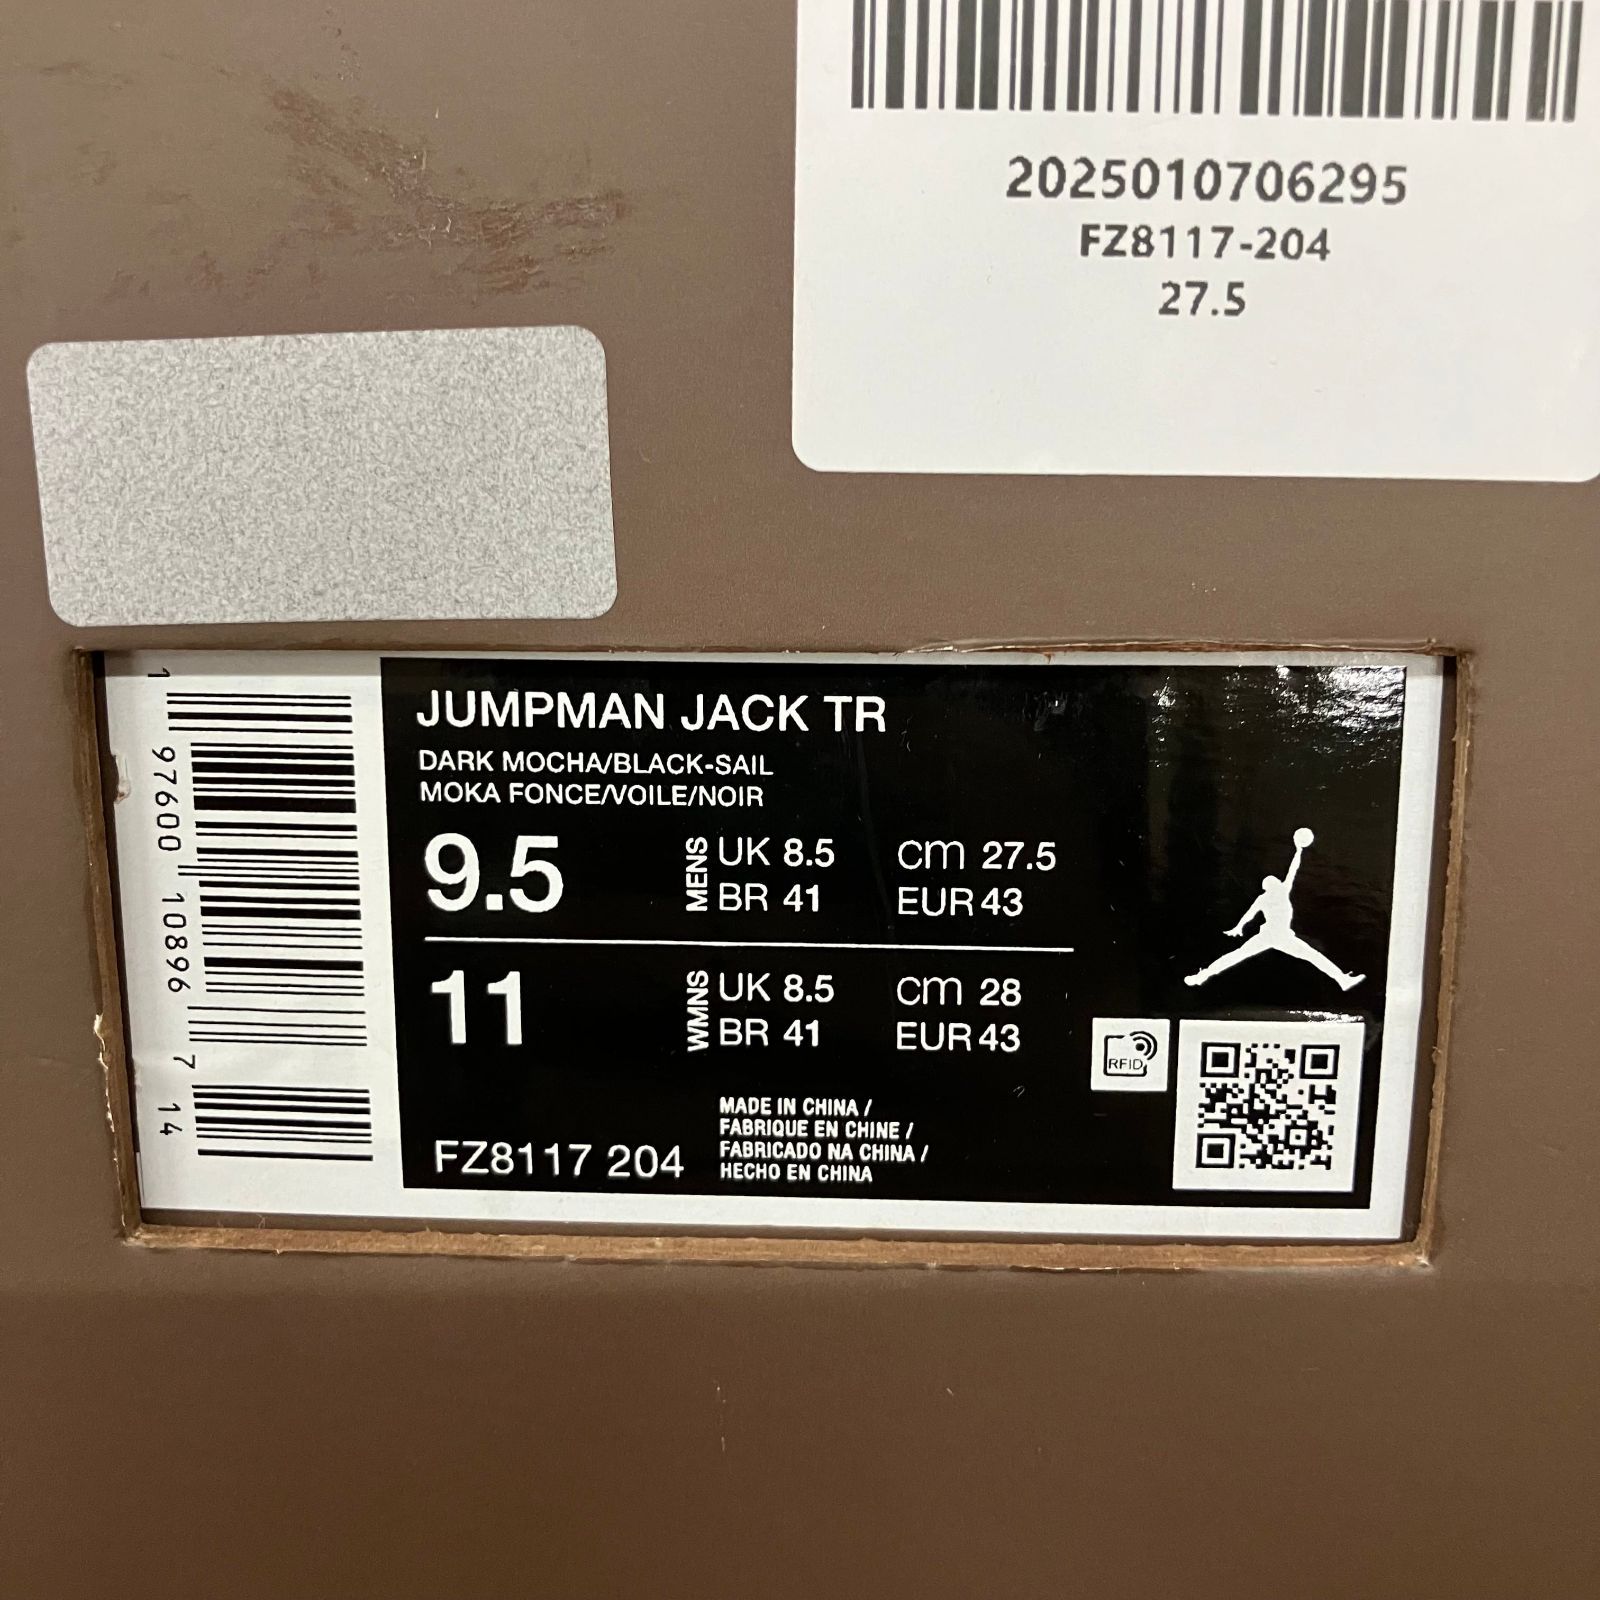 2025010706295
FZ8117-204
27.5
1 97600 10896 7 14
JUMPMAN JACK TR
DARK MOCHA/BLACK-SAIL
MOKA FONCE/VOILE/NOIR
9.5 MENS UK 8.5 cm 27.5
BR 41 EUR 43
11 WMNS UK 8.5 cm 28
BR 41 EUR 43
RFID
MADE IN CHINA /
FABRIQUE EN CHINE /
FABRICADO NA CHINA /
HECHO EN CHINA
FZ8117 204